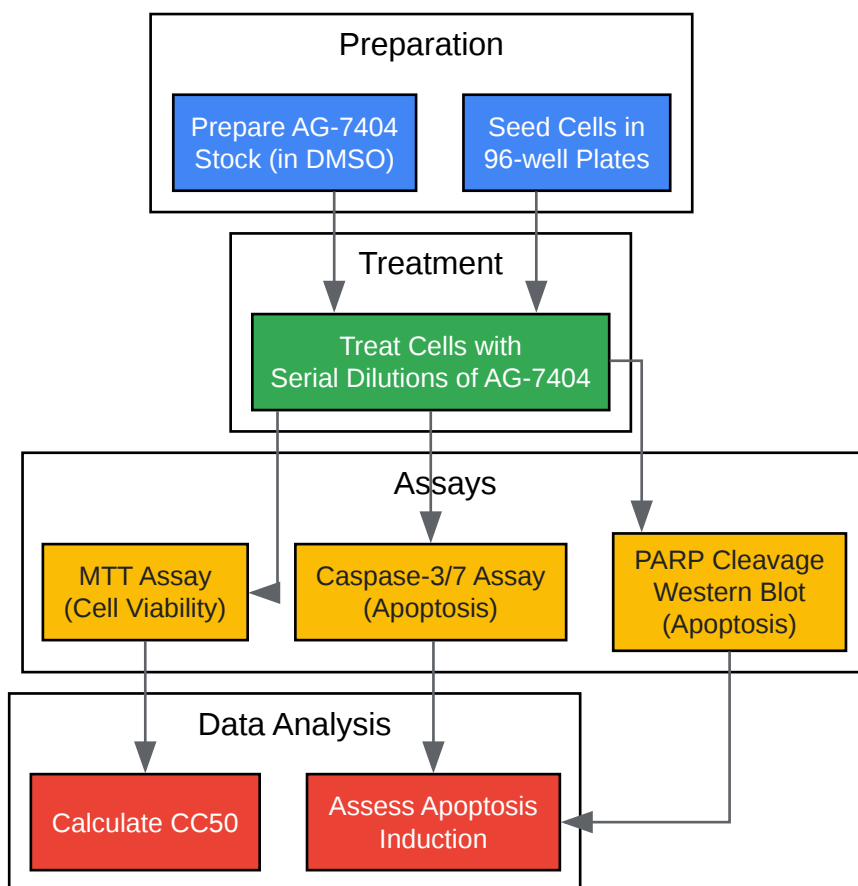 Preparation
Prepare AG-7404
Stock (in DMSO)
Seed Cells in
96-well Plates
Treatment
Treat Cells with
Serial Dilutions of AG-7404
Assays
MTT Assay
(Cell Viability)
Caspase-3/7 Assay
(Apoptosis)
PARP Cleavage
Western Blot
(Apoptosis)
Data Analysis
Calculate CC50
Assess Apoptosis
Induction